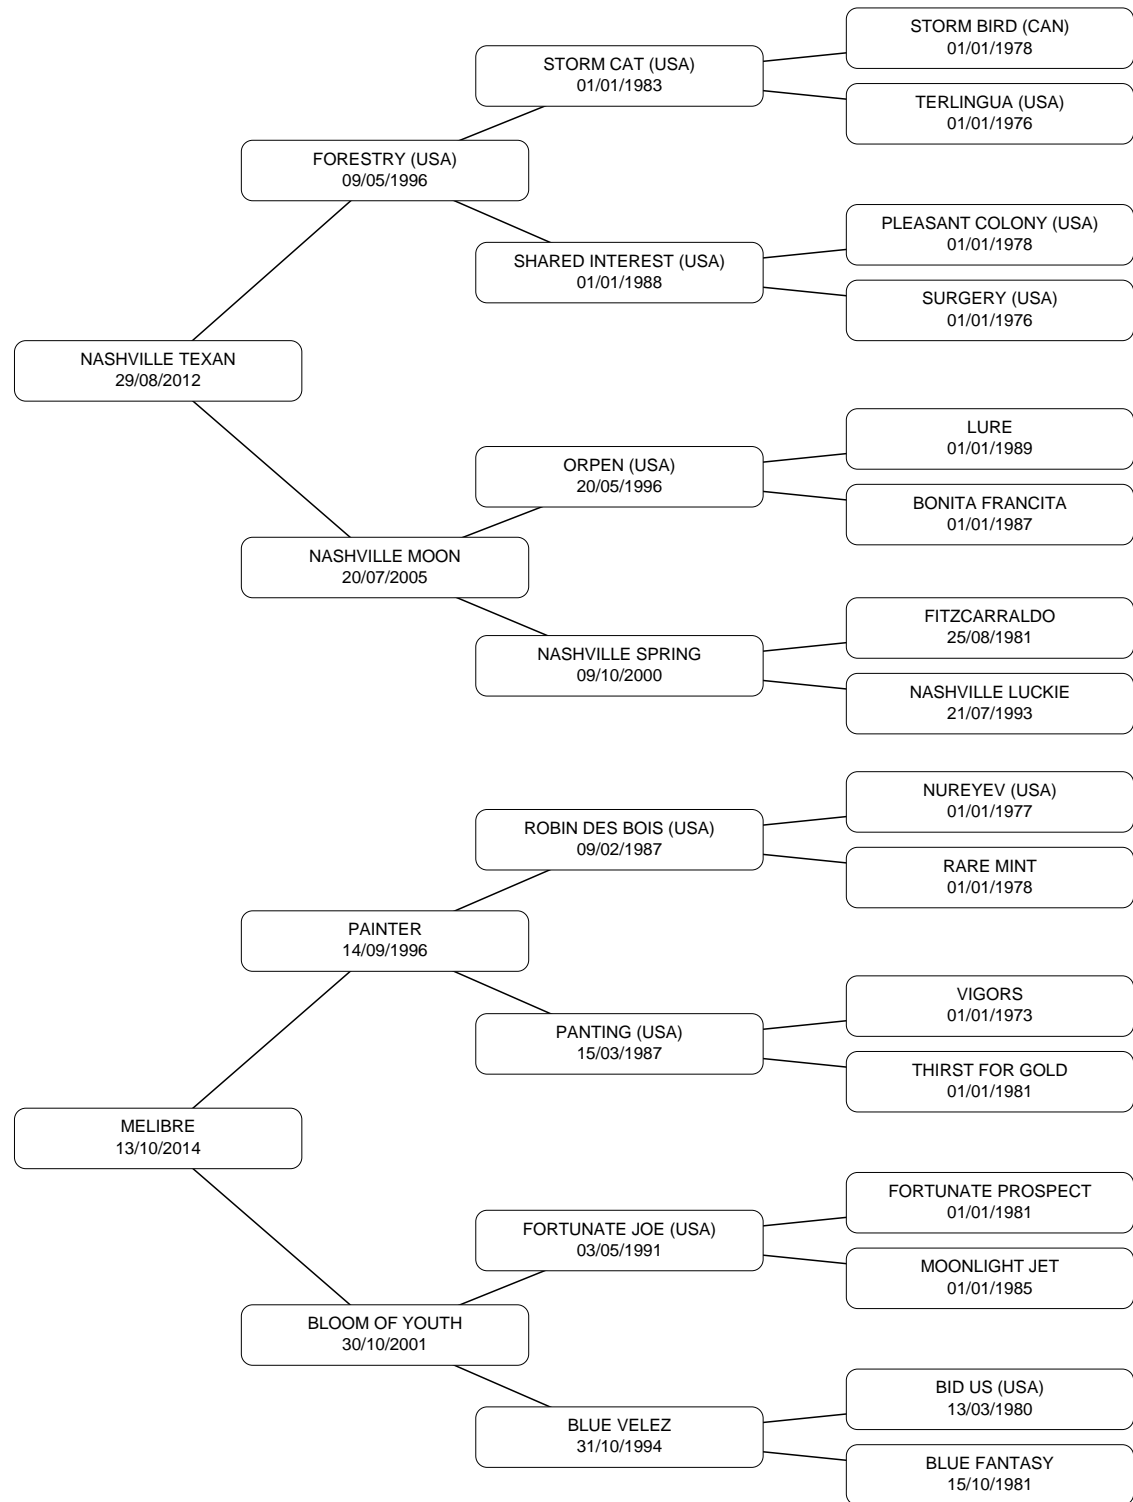 STORM BIRD (CAN)
01/01/1978
STORM CAT (USA)
01/01/1983
TERLINGUA (USA)
01/01/1976
FORESTRY (USA)
09/05/1996
PLEASANT COLONY (USA)
01/01/1978
SHARED INTEREST (USA)
01/01/1988
SURGERY (USA)
01/01/1976
NASHVILLE TEXAN
29/08/2012
LURE
01/01/1989
ORPEN (USA)
20/05/1996
BONITA FRANCITA
01/01/1987
NASHVILLE MOON
20/07/2005
FITZCARRALDO
25/08/1981
NASHVILLE SPRING
09/10/2000
NASHVILLE LUCKIE
21/07/1993
NUREYEV (USA)
01/01/1977
ROBIN DES BOIS (USA)
09/02/1987
RARE MINT
01/01/1978
PAINTER
14/09/1996
VIGORS
01/01/1973
PANTING (USA)
15/03/1987
THIRST FOR GOLD
01/01/1981
MELIBRE
13/10/2014
FORTUNATE PROSPECT
01/01/1981
FORTUNATE JOE (USA)
03/05/1991
MOONLIGHT JET
01/01/1985
BLOOM OF YOUTH
30/10/2001
BID US (USA)
13/03/1980
BLUE VELEZ
31/10/1994
BLUE FANTASY
15/10/1981